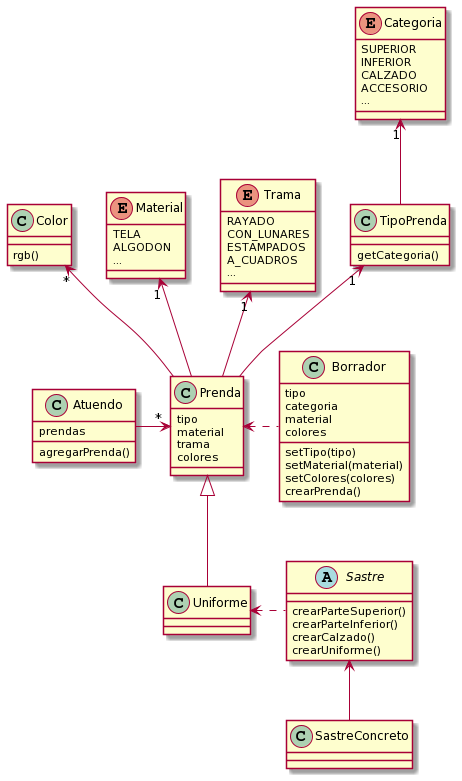 E Categoria
SUPERIOR
INFERIOR
CALZADO
ACCESORIO
...
1
C Color
rgb()
*
E Material
TELA
ALGODON
...
1
E Trama
RAYADO
CON_LUNARES
ESTAMPADOS
A_CUADROS
...
1
C TipoPrenda
getCategoria()
1
C Atuendo
prendas
agregarPrenda()
*
C Prenda
tipo
material
trama
colores
C Borrador
tipo
categoria
material
colores
setTipo(tipo)
setMaterial(material)
setColores(colores)
crearPrenda()
C Uniforme
A Sastre
crearParteSuperior()
crearParteInferior()
crearCalzado()
crearUniforme()
C SastreConcreto